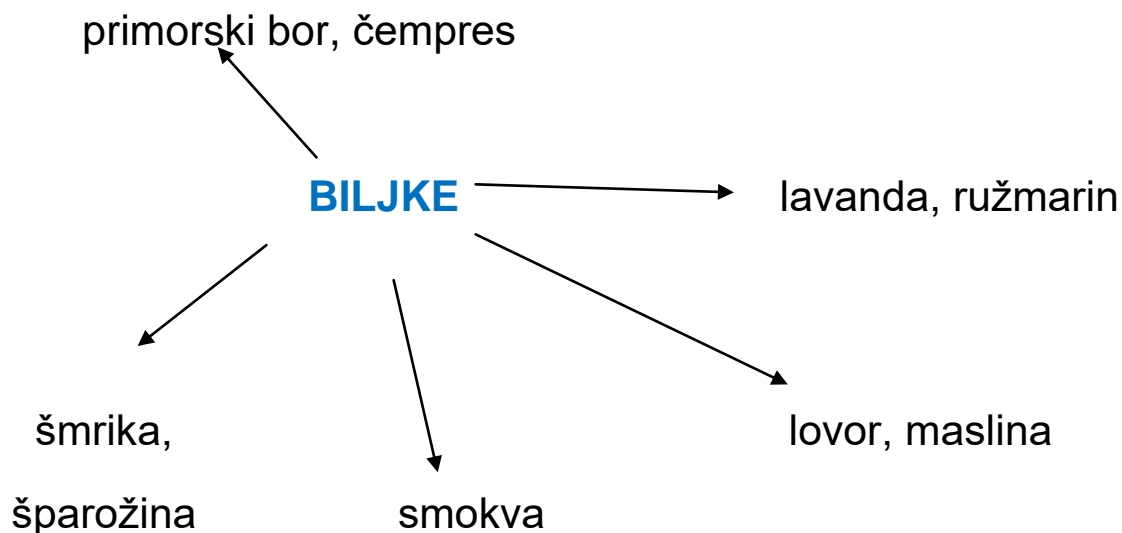 primorski bor, čempres
BILJKE
lavanda, ružmarin
šmrika,
šparožina
smokva
lovor, maslina